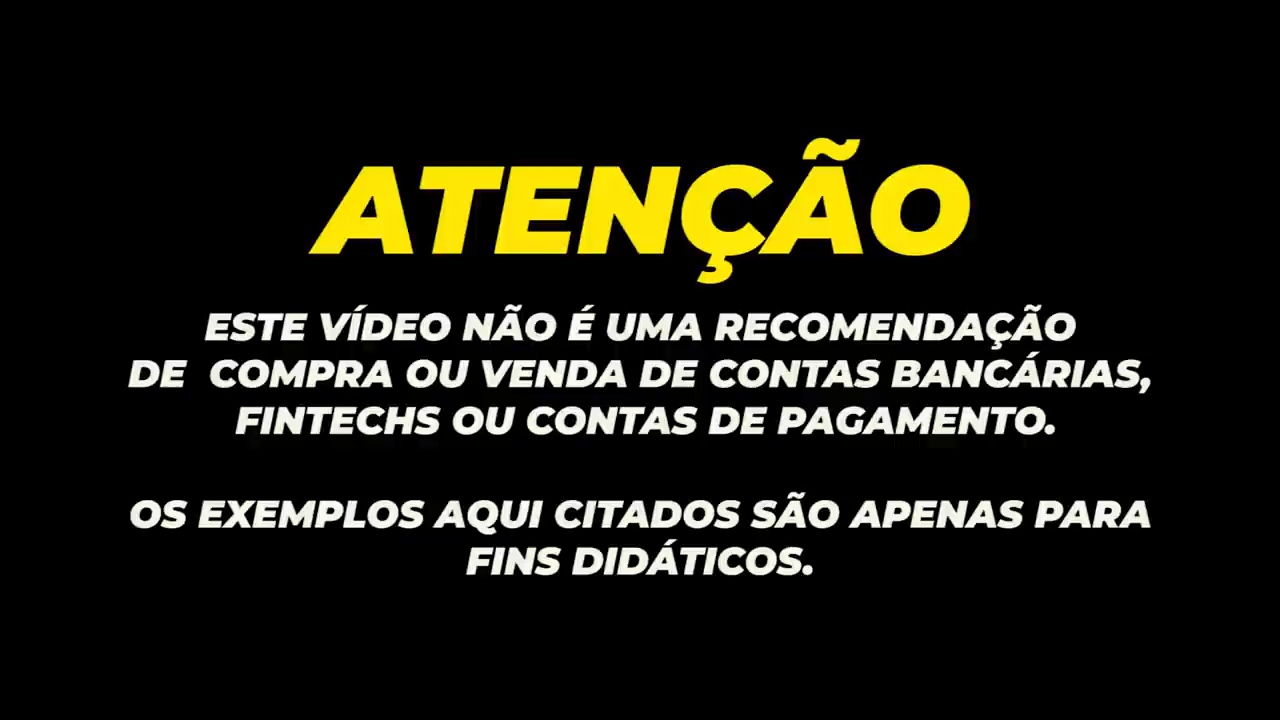 ATENÇÃO
ESTE VÍDEO NÃO É UMA RECOMENDAÇÃO
DE COMPRA OU VENDA DE CONTAS BANCÁRIAS,
FINTECHS OU CONTAS DE PAGAMENTO.
OS EXEMPLOS AQUI CITADOS SÃO APENAS PARA
FINS DIDÁTICOS.